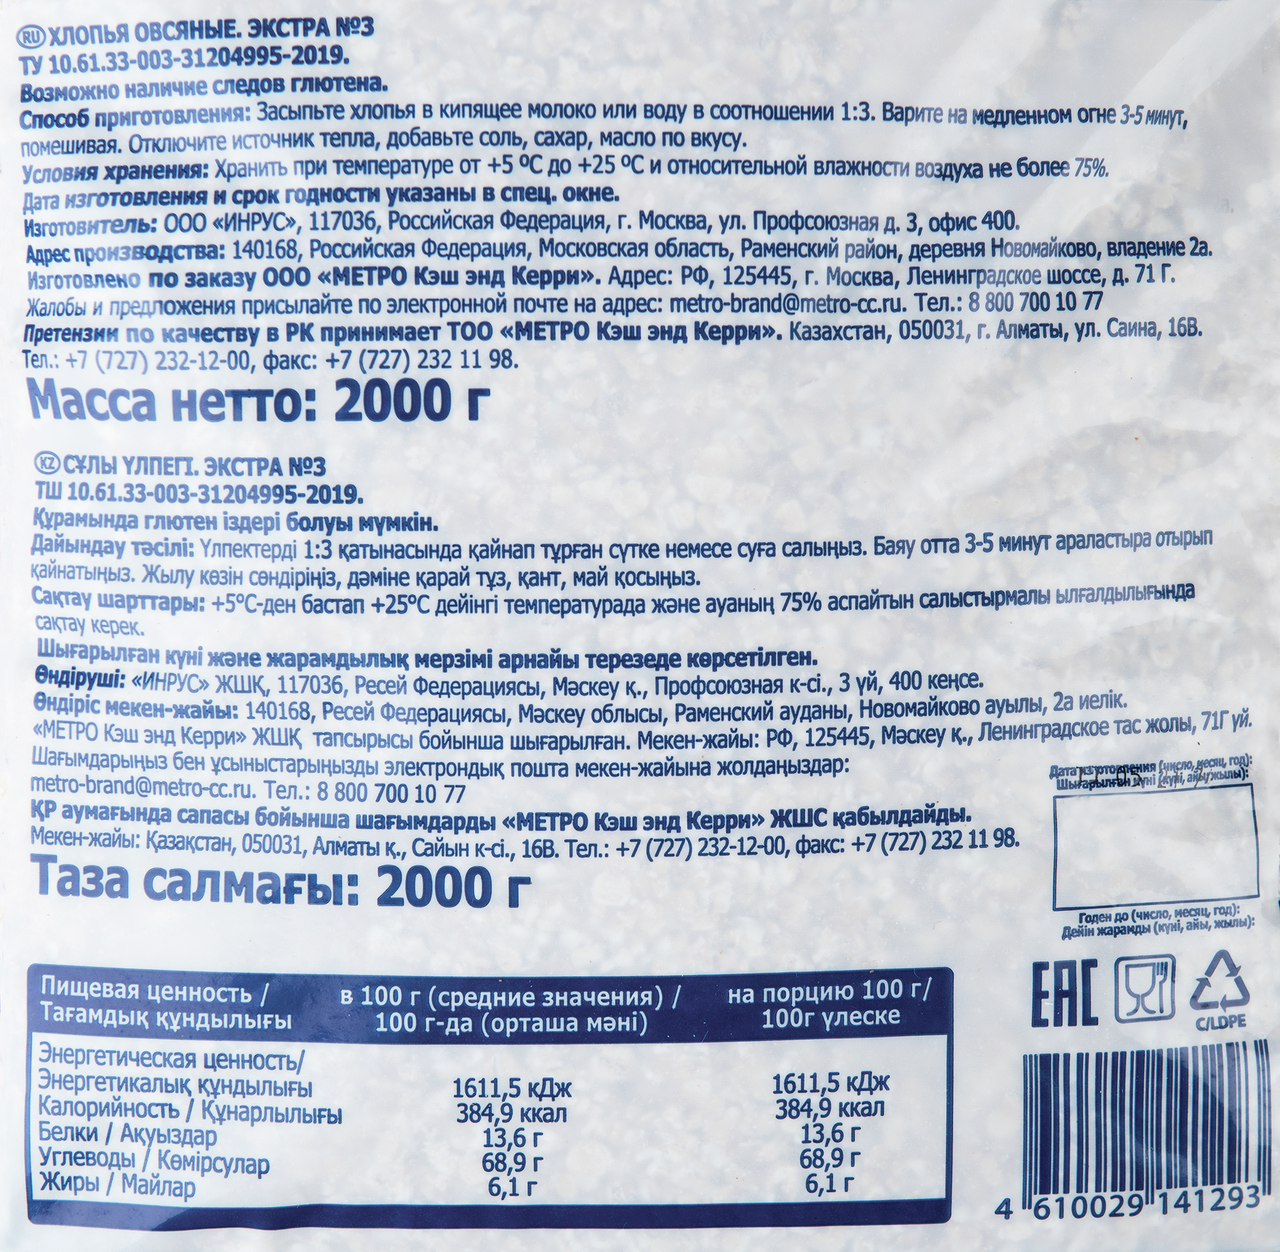 RU ХЛОПЬЯ ОВСЯНЫЕ. ЭКСТРА №3
ТУ 10.61.33-003-31204995-2019.
Возможно наличие следов глютена.
Способ приготовления: Засыпьте хлопья в кипящее молоко или воду в соотношении 1:3. Варите на медленном огне 3-5 минут,
помешивая. Отключите источник тепла, добавьте соль, сахар, масло по вкусу.
Условия хранения: Хранить при температуре от +5 ºС до +25 ºС и относительной влажности воздуха не более 75%.
Дата изготовления и срок годности указаны в спец. окне.
Изготовитель: ООО «ИНРУС», 117036, Российская Федерация, г. Москва, ул. Профсоюзная д. 3, офис 400.
Адрес производства: 140168, Российская Федерация, Московская область, Раменский район, деревня Новомайково, владение 2а.
Изготовлено по заказу ООО «МЕТРО Кэш энд Керри». Адрес: РФ, 125445, г. Москва, Ленинградское шоссе, д. 71 Г.
Жалобы и предложения присылайте по электронной почте на адрес: metro-brand@metro-cc.ru. Тел.: 8 800 700 10 77
Претензии по качеству в РК принимает ТОО «МЕТРО Кэш энд Керри». Казахстан, 050031, г. Алматы, ул. Саина, 16В.
Тел.: +7 (727) 232-12-00, факс: +7 (727) 232 11 98.
Масса нетто: 2000 г
KZ СҰЛЫ ҮЛПЕГІ. ЭКСТРА №3
ТШ 10.61.33-003-31204995-2019.
Құрамында глютен іздері болуы мүмкін.
Дайындау тәсілі: Үлпектерді 1:3 қатынасында қайнап тұрған сүтке немесе суға салыңыз. Баяу отта 3-5 минут араластыра отырып
қайнатыңыз. Жылу көзін сөндіріңіз, дәміне қарай тұз, қант, май қосыңыз.
Сақтау шарттары: +5°С-ден бастап +25°С дейінгі температурада және ауаның 75% аспайтын салыстырмалы ылғалдылығында
сақтау керек.
Шығарылған күні және жарамдылық мерзімі арнайы терезеде көрсетілген.
Өндіруші: «ИНРУС» ЖШҚ, 117036, Ресей Федерациясы, Мәскеу қ., Профсоюзная к-сі., 3 үй, 400 кеңсе.
Өндіріс мекен-жайы: 140168, Ресей Федерациясы, Мәскеу облысы, Раменский ауданы, Новомайково ауылы, 2а иелік.
«МЕТРО Кэш энд Керри» ЖШҚ тапсырысы бойынша шығарылған. Мекен-жайы: РФ, 125445, Мәскеу қ., Ленинградское тас жолы, 71Г үй.
Шағымдарыңыз бен ұсыныстарыңызды электрондық пошта мекен-жайына жолдаңыздар:
metro-brand@metro-cc.ru. Тел.: 8 800 700 10 77
ҚР аумағында сапасы бойынша шағымдарды «МЕТРО Кэш энд Керри» ЖШС қабылдайды.
Мекен-жайы: Қазақстан, 050031, Алматы қ., Сайын к-сі., 16В. Тел.: +7 (727) 232-12-00, факс: +7 (727) 232 11 98.
Таза салмағы: 2000 г
Дата изготовления (число, месяц, год):
Шығарылған күні (күні, айы, жылы):
Годен до (число, месяц, год):
Дейін жарамды (күні, айы, жылы):
Пищевая ценность / в 100 г (средние значения) / на порцию 100 г/
Тағамдық құндылығы 100 г-да (орташа мәні) 100г үлеске
Энергетическая ценность/
Энергетикалық құндылығы 1611,5 кДж 1611,5 кДж
Калорийность / Құнарлылығы 384,9 ккал 384,9 ккал
Белки / Ақуыздар 13,6 г 13,6 г
Углеводы / Көмірсулар 68,9 г 68,9 г
Жиры / Майлар 6,1 г 6,1 г
EAC
C/LDPE
4 610029 141293